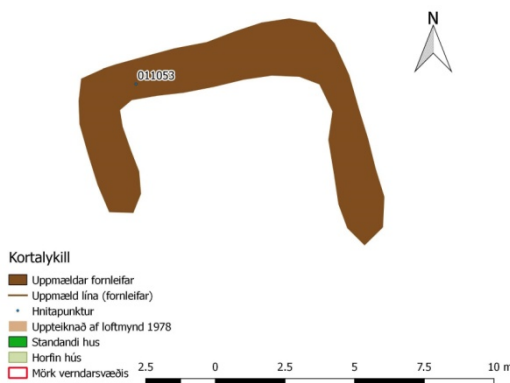 N
011053
Kortalykill
Uppmældar fornleifar
Uppmæld lína (fornleifar)
Hnitapunktur
Uppteiknað af loftmynd 1978
Standandi hus
Horfin hús
Mörk verndarsvæðis
2.5 0 2.5 5 7.5 10 m